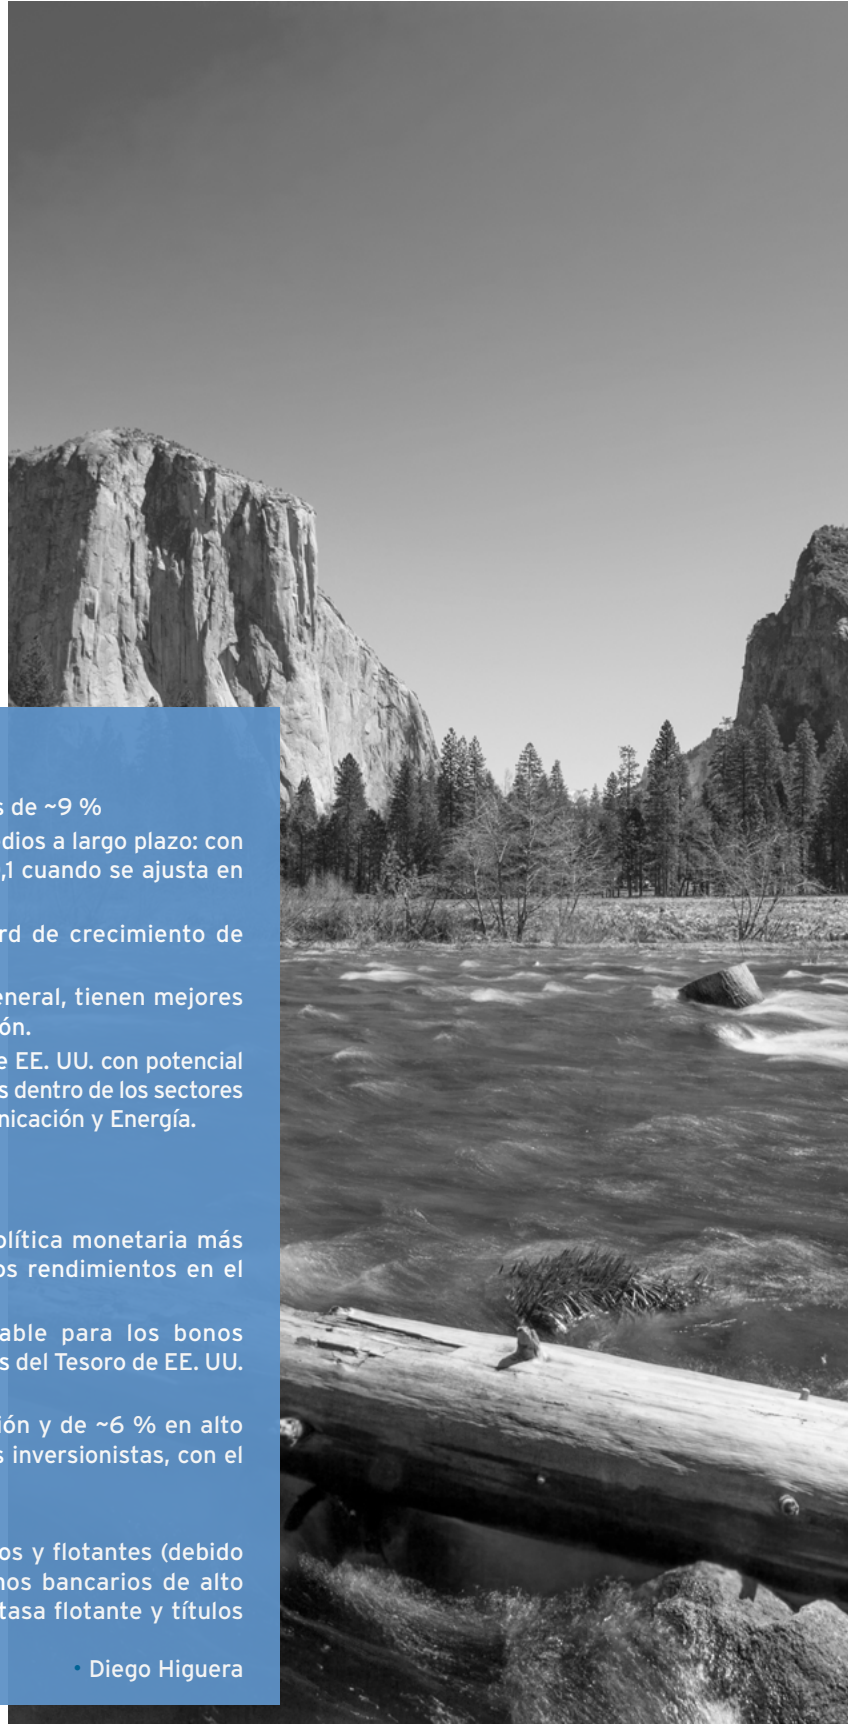 s de ~9 %
dios a largo plazo: con
,1 cuando se ajusta en
rd de crecimiento de
eneral, tienen mejores
ón.
e EE. UU. con potencial
s dentro de los sectores
nicación y Energía.
olítica monetaria más
os rendimientos en el
able para los bonos
s del Tesoro de EE. UU.
ión y de ~6 % en alto
s inversionistas, con el
os y flotantes (debido
nos bancarios de alto
tasa flotante y títulos
• Diego Higuera